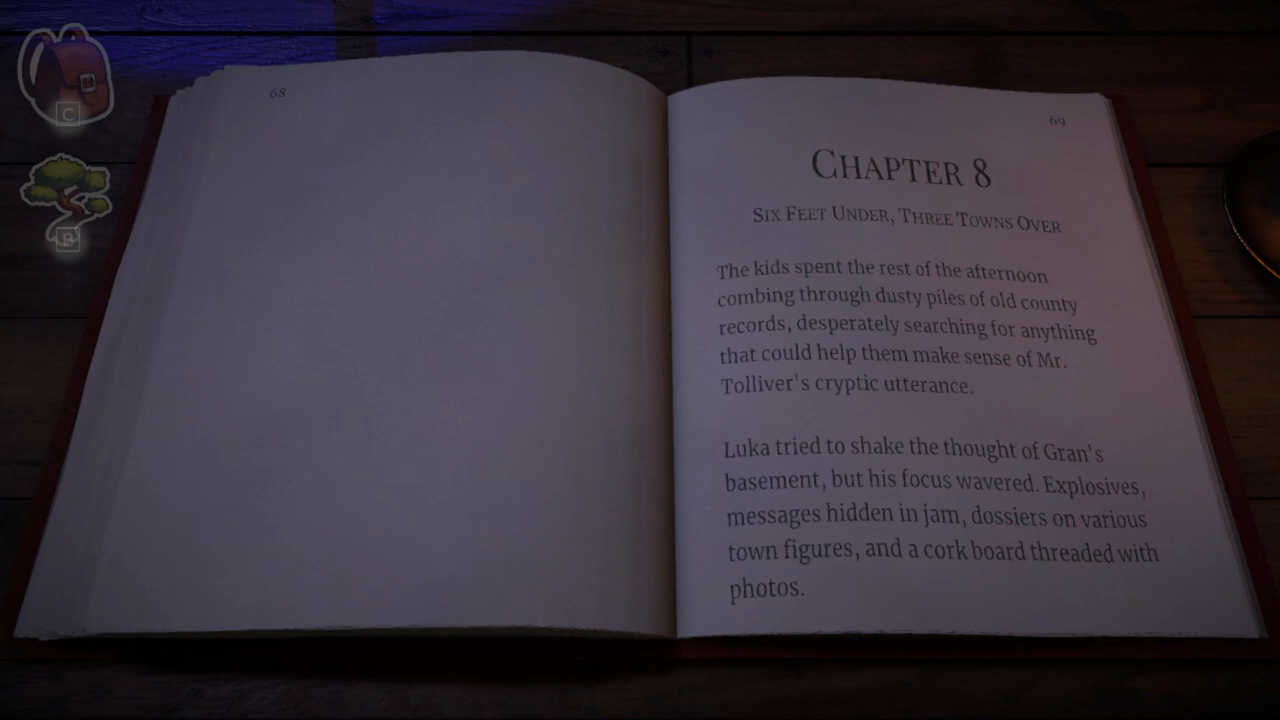 C
B
68
69
Chapter 8
Six Feet Under, Three Towns Over
The kids spent the rest of the afternoon
combing through dusty piles of old county
records, desperately searching for anything
that could help them make sense of Mr.
Tolliver's cryptic utterance.
Luka tried to shake the thought of Gran's
basement, but his focus wavered. Explosives,
messages hidden in jam, dossiers on various
town figures, and a cork board threaded with
photos.